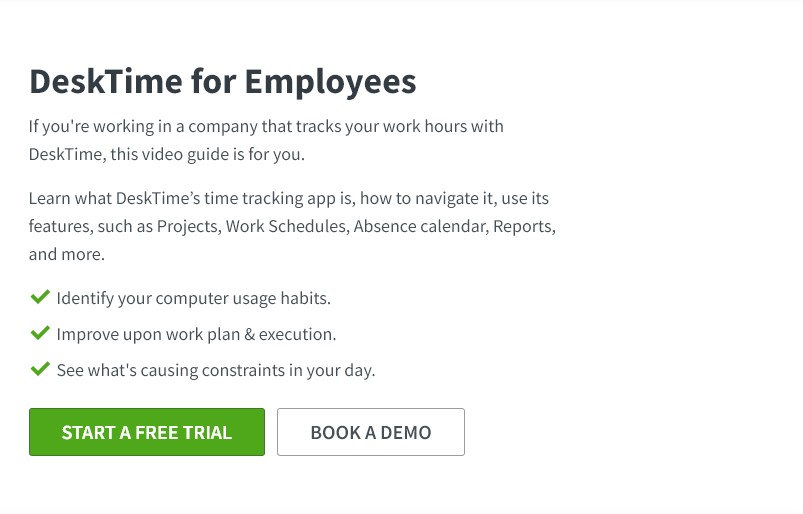 DeskTime for Employees
If you're working in a company that tracks your work hours with
DeskTime, this video guide is for you.
Learn what DeskTime’s time tracking app is, how to navigate it, use its
features, such as Projects, Work Schedules, Absence calendar, Reports,
and more.
Identify your computer usage habits.
Improve upon work plan & execution.
See what's causing constraints in your day.
START A FREE TRIAL
BOOK A DEMO